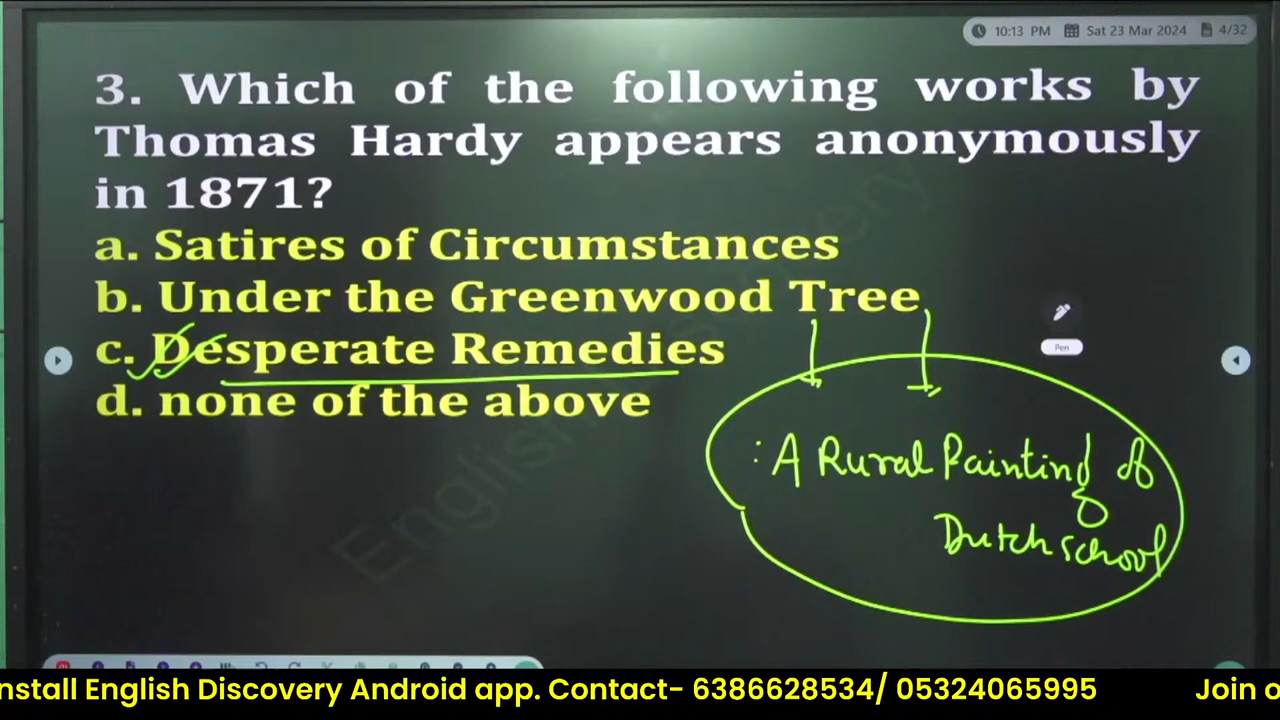 10:13 PM Sat 23 Mar 2024 4/32
3. Which of the following works by
Thomas Hardy appears anonymously
in 1871?
a. Satires of Circumstances
b. Under the Greenwood Tree
c. Desperate Remedies
d. none of the above
Pen
: A Rural Painting of
Dutch school
English Discovery
nstall English Discovery Android app. Contact- 6386628534/ 05324065995 Join o